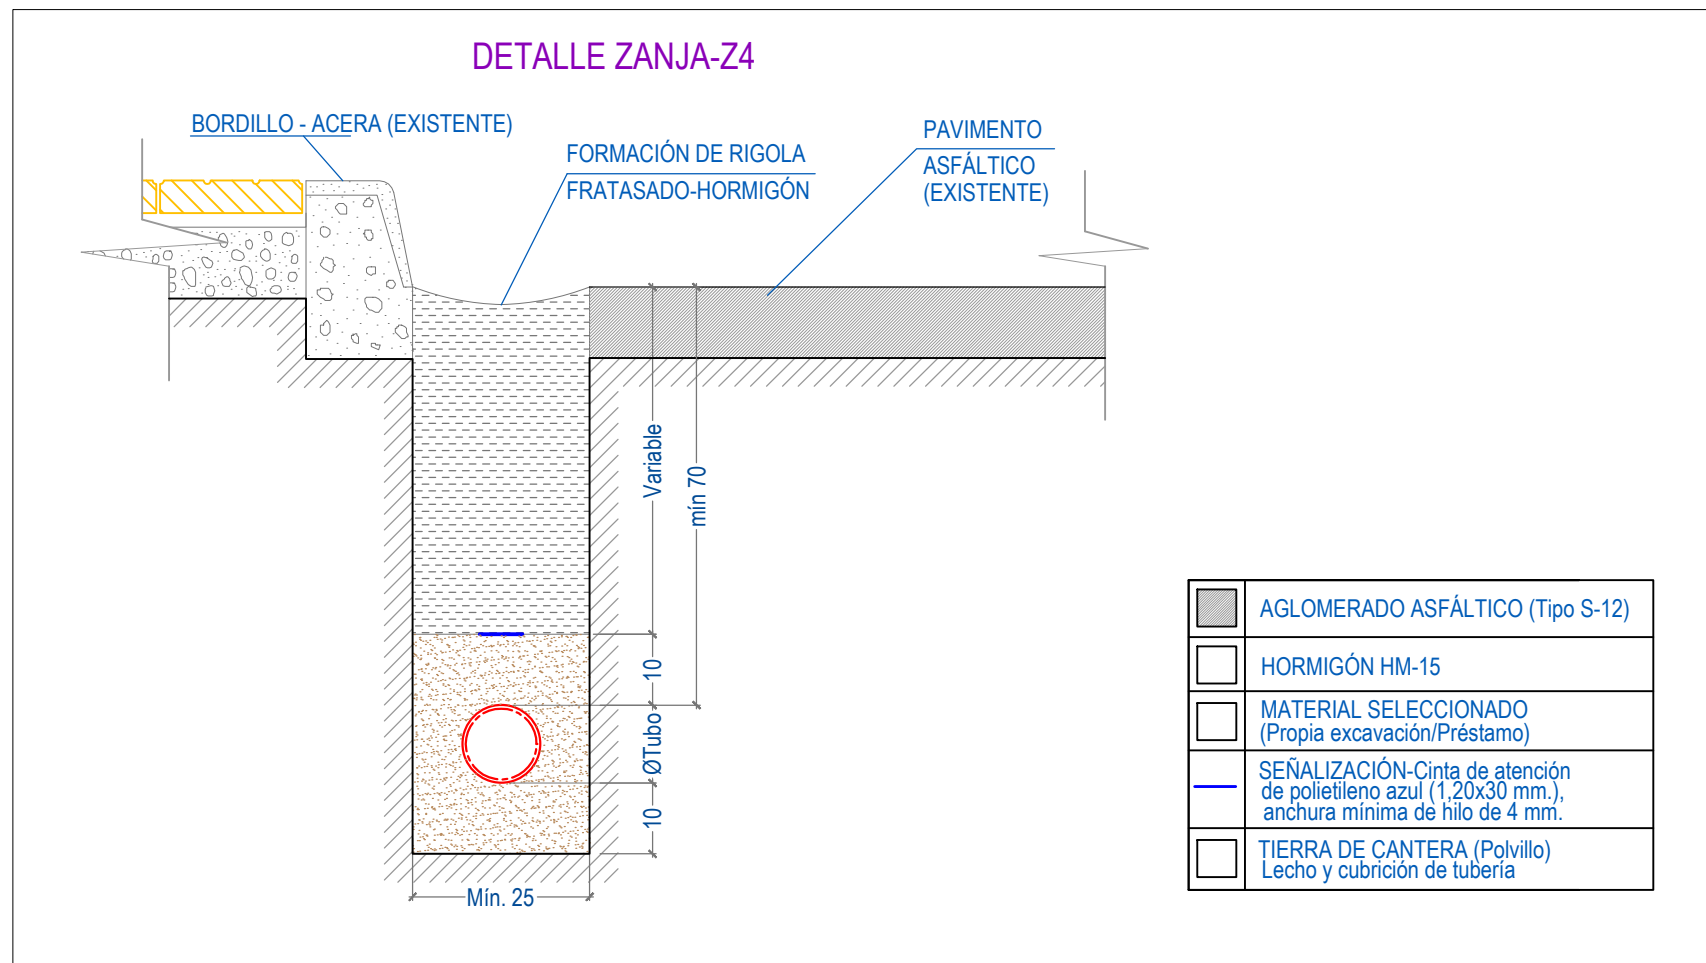 DETALLE ZANJA-Z4
BORDILLO - ACERA (EXISTENTE)
FORMACIÓN DE RIGOLA
FRATASADO-HORMIGÓN
PAVIMENTO
ASFÁLTICO
(EXISTENTE)
Variable
mín 70
10
ØTubo
10
Mín. 25
AGLOMERADO ASFÁLTICO (Tipo S-12)
HORMIGÓN HM-15
MATERIAL SELECCIONADO
(Propia excavación/Préstamo)
SEÑALIZACIÓN-Cinta de atención
de polietileno azul (1,20x30 mm.),
anchura mínima de hilo de 4 mm.
TIERRA DE CANTERA (Polvillo)
Lecho y cubrición de tubería